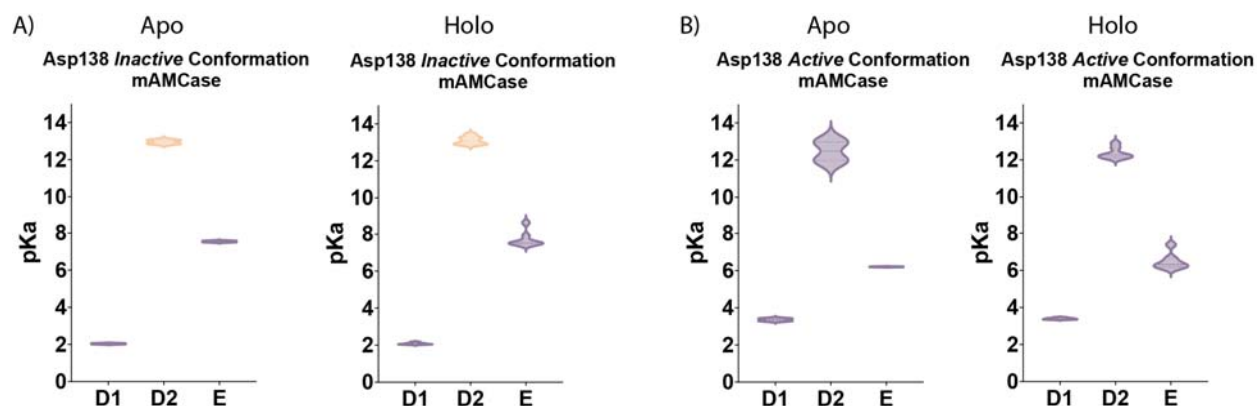 A)
Apo
Asp138 Inactive Conformation
mAMCase
pKa
14
12
10
8
6
4
2
0
D1 D2 E
Holo
Asp138 Inactive Conformation
mAMCase
pKa
14
12
10
8
6
4
2
0
D1 D2 E
B)
Apo
Asp138 Active Conformation
mAMCase
pKa
14
12
10
8
6
4
2
0
D1 D2 E
Holo
Asp138 Active Conformation
mAMCase
pKa
14
12
10
8
6
4
2
0
D1 D2 E